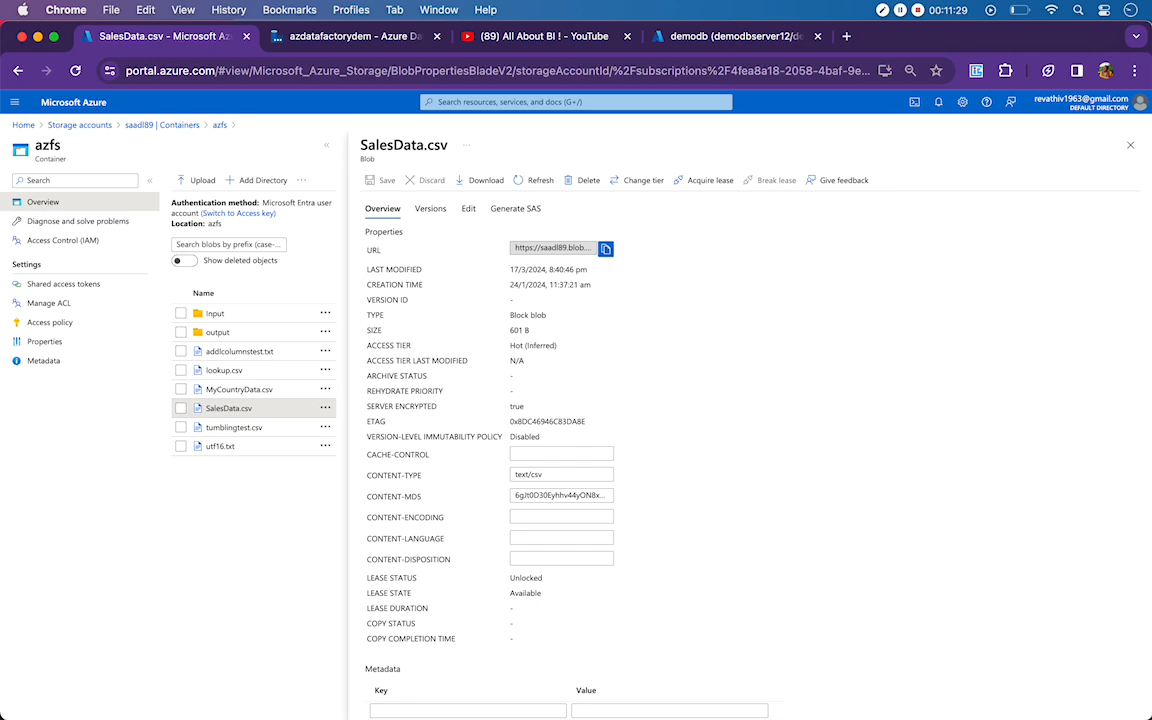 Chrome File Edit View History Bookmarks Profiles Tab Window Help 00:11:29
SalesData.csv - Microsoft Az
azdatafactorydem - Azure Da
(89) All About BI ! - YouTube
demodb (demodbserver12/de
portal.azure.com/#view/Microsoft_Azure_Storage/BlobPropertiesBladeV2/storageAccountId/%2Fsubscriptions%2F4fea8a18-2058-4baf-9e...
Microsoft Azure
Search resources, services, and docs (G+/)
revathiv1963@gmail.com
DEFAULT DIRECTORY
Home > Storage accounts > saadl89 | Containers > azfs >
azfs
Container
Search
Overview
Diagnose and solve problems
Access Control (IAM)
Settings
Shared access tokens
Manage ACL
Access policy
Properties
Metadata
Upload Add Directory ...
Authentication method: Microsoft Entra user
account (Switch to Access key)
Location: azfs
Search blobs by prefix (case-...
Show deleted objects
Name
Input
output
addlcolumnstest.txt
lookup.csv
MyCountryData.csv
SalesData.csv
tumblingtest.csv
utf16.txt
SalesData.csv ...
Blob
Save Discard Download Refresh Delete Change tier Acquire lease Break lease Give feedback
Overview Versions Edit Generate SAS
Properties
URL https://saadl89.blob....
LAST MODIFIED 17/3/2024, 8:40:46 pm
CREATION TIME 24/1/2024, 11:37:21 am
VERSION ID -
TYPE Block blob
SIZE 601 B
ACCESS TIER Hot (Inferred)
ACCESS TIER LAST MODIFIED N/A
ARCHIVE STATUS -
REHYDRATE PRIORITY -
SERVER ENCRYPTED true
ETAG 0x8DC46946C83DA8E
VERSION-LEVEL IMMUTABILITY POLICY Disabled
CACHE-CONTROL
CONTENT-TYPE text/csv
CONTENT-MD5 6gJt0D30Eyhhv44yON8x...
CONTENT-ENCODING
CONTENT-LANGUAGE
CONTENT-DISPOSITION
LEASE STATUS Unlocked
LEASE STATE Available
LEASE DURATION -
COPY STATUS -
COPY COMPLETION TIME -
Metadata
Key Value